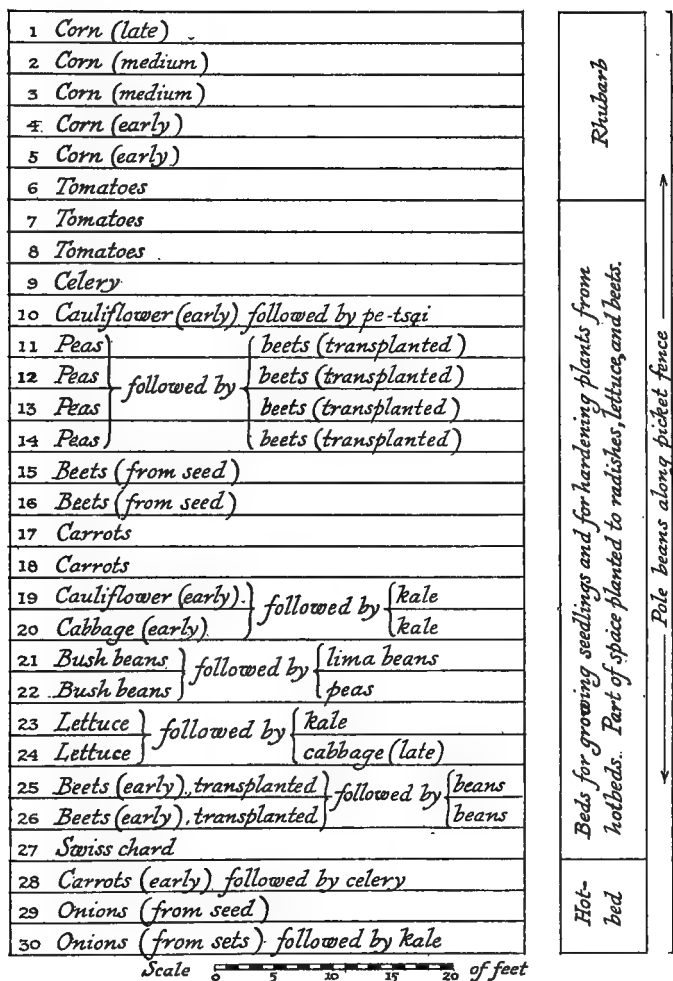 1 Corn (late)
2 Corn (medium)
3 Corn (medium)
4 Corn (early)
5 Corn (early)
6 Tomatoes
7 Tomatoes
8 Tomatoes
9 Celery
10 Cauliflower (early) followed by pe-tsai
11 Peas followed by beets (transplanted)
12 Peas beets (transplanted)
13 Peas beets (transplanted)
14 Peas beets (transplanted)
15 Beets (from seed)
16 Beets (from seed)
17 Carrots
18 Carrots
19 Cauliflower (early) followed by kale
20 Cabbage (early) kale
21 Bush beans followed by lima beans
22 Bush beans peas
23 Lettuce followed by kale
24 Lettuce cabbage (late)
25 Beets (early), transplanted followed by beans
26 Beets (early), transplanted beans
27 Swiss chard
28 Carrots (early) followed by celery
29 Onions (from seed)
30 Onions (from sets) followed by kale
Scale 0 5 10 15 20 of feet
Rhubarb
Beds for growing seedlings and for hardening plants from
hotbeds. Part of space planted to radishes, lettuce, and beets.
Hot-
bed
Pole beans along picket fence